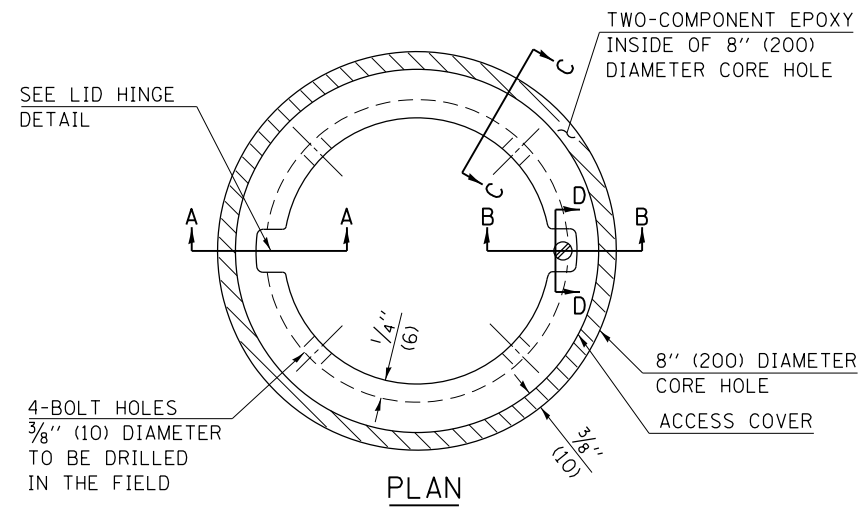 TWO-COMPONENT EPOXY
INSIDE OF 8" (200)
DIAMETER CORE HOLE
SEE LID HINGE
DETAIL
C
C
A
A
B
B
D
D
1/4"
(6)
8" (200) DIAMETER
CORE HOLE
ACCESS COVER
3/8"
(10)
4-BOLT HOLES
3/8" (10) DIAMETER
TO BE DRILLED
IN THE FIELD
PLAN